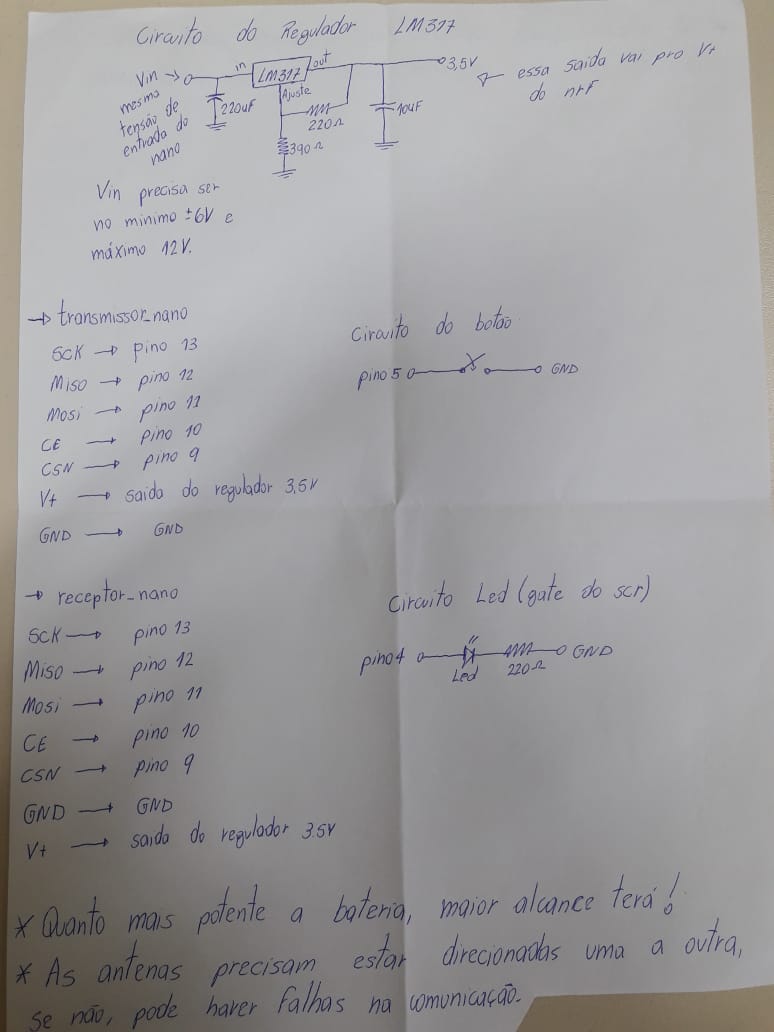 Circuito do Regulador LM317
Vin → in LM317 out 3,5V
mesma tensão de entrada do nano
220uF
Ajuste
220Ω
390Ω
10uF
essa saida vai pro V+
do nrF
Vin precisa ser
no minimo ±6V e
máximo 12V.
→ transmissor_nano
SCK → pino 13
Miso → pino 12
Mosi → pino 11
CE → pino 10
CSN → pino 9
V+ → saida do regulador 3,5V
GND → GND
Circuito do botão
pino 5 GND
→ receptor_nano
SCK → pino 13
Miso → pino 12
Mosi → pino 11
CE → pino 10
CSN → pino 9
GND → GND
V+ → saida do regulador 3.5V
Circuito Led (gate do scr)
pino 4 GND
Led 220Ω
* Quanto mais potente a bateria, maior alcance terá!
* As antenas precisam estar direcionadas uma a outra,
se não, pode haver falhas na comunicação.